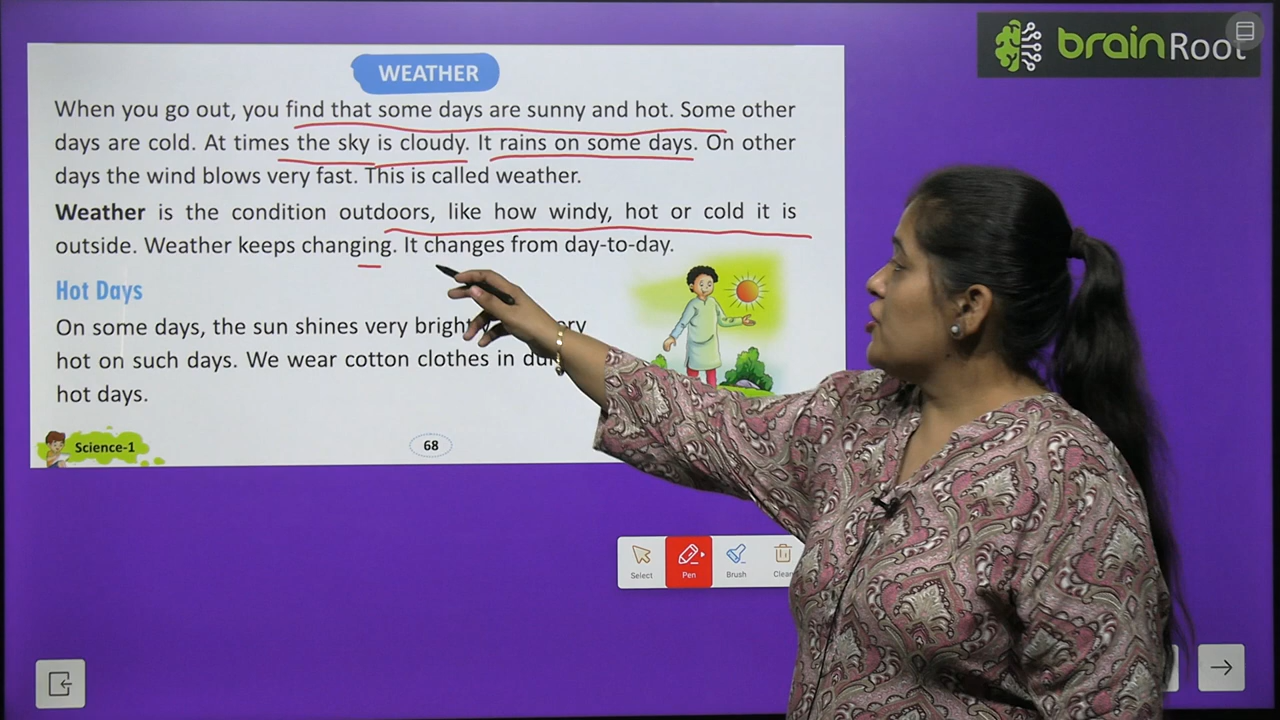 brainRoot
WEATHER
When you go out, you find that some days are sunny and hot. Some other
days are cold. At times the sky is cloudy. It rains on some days. On other
days the wind blows very fast. This is called weather.
Weather is the condition outdoors, like how windy, hot or cold it is
outside. Weather keeps changing. It changes from day-to-day.
Hot Days
On some days, the sun shines very brightly.
hot on such days. We wear cotton clothes in
hot days.
Science-1
68
Select
Pen
Brush
Clear